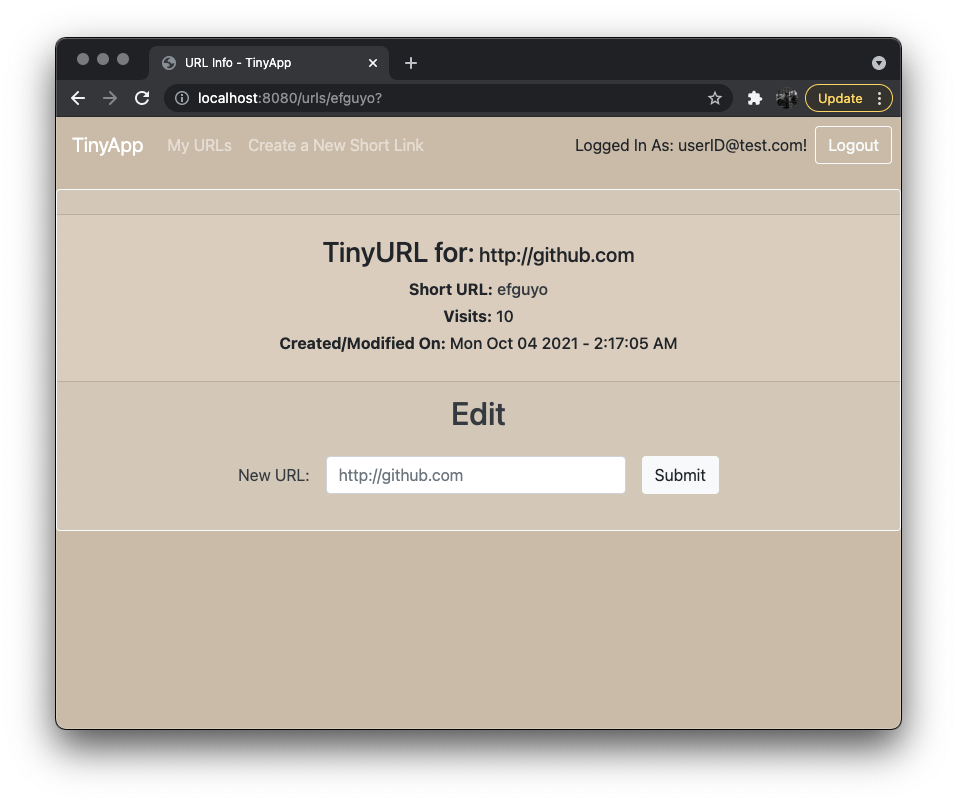 URL Info - TinyApp
localhost:8080/urls/efguyo?
Update
TinyApp My URLs Create a New Short Link Logged In As: userID@test.com! Logout
TinyURL for: http://github.com
Short URL: efguyo
Visits: 10
Created/Modified On: Mon Oct 04 2021 - 2:17:05 AM
Edit
New URL: http://github.com Submit